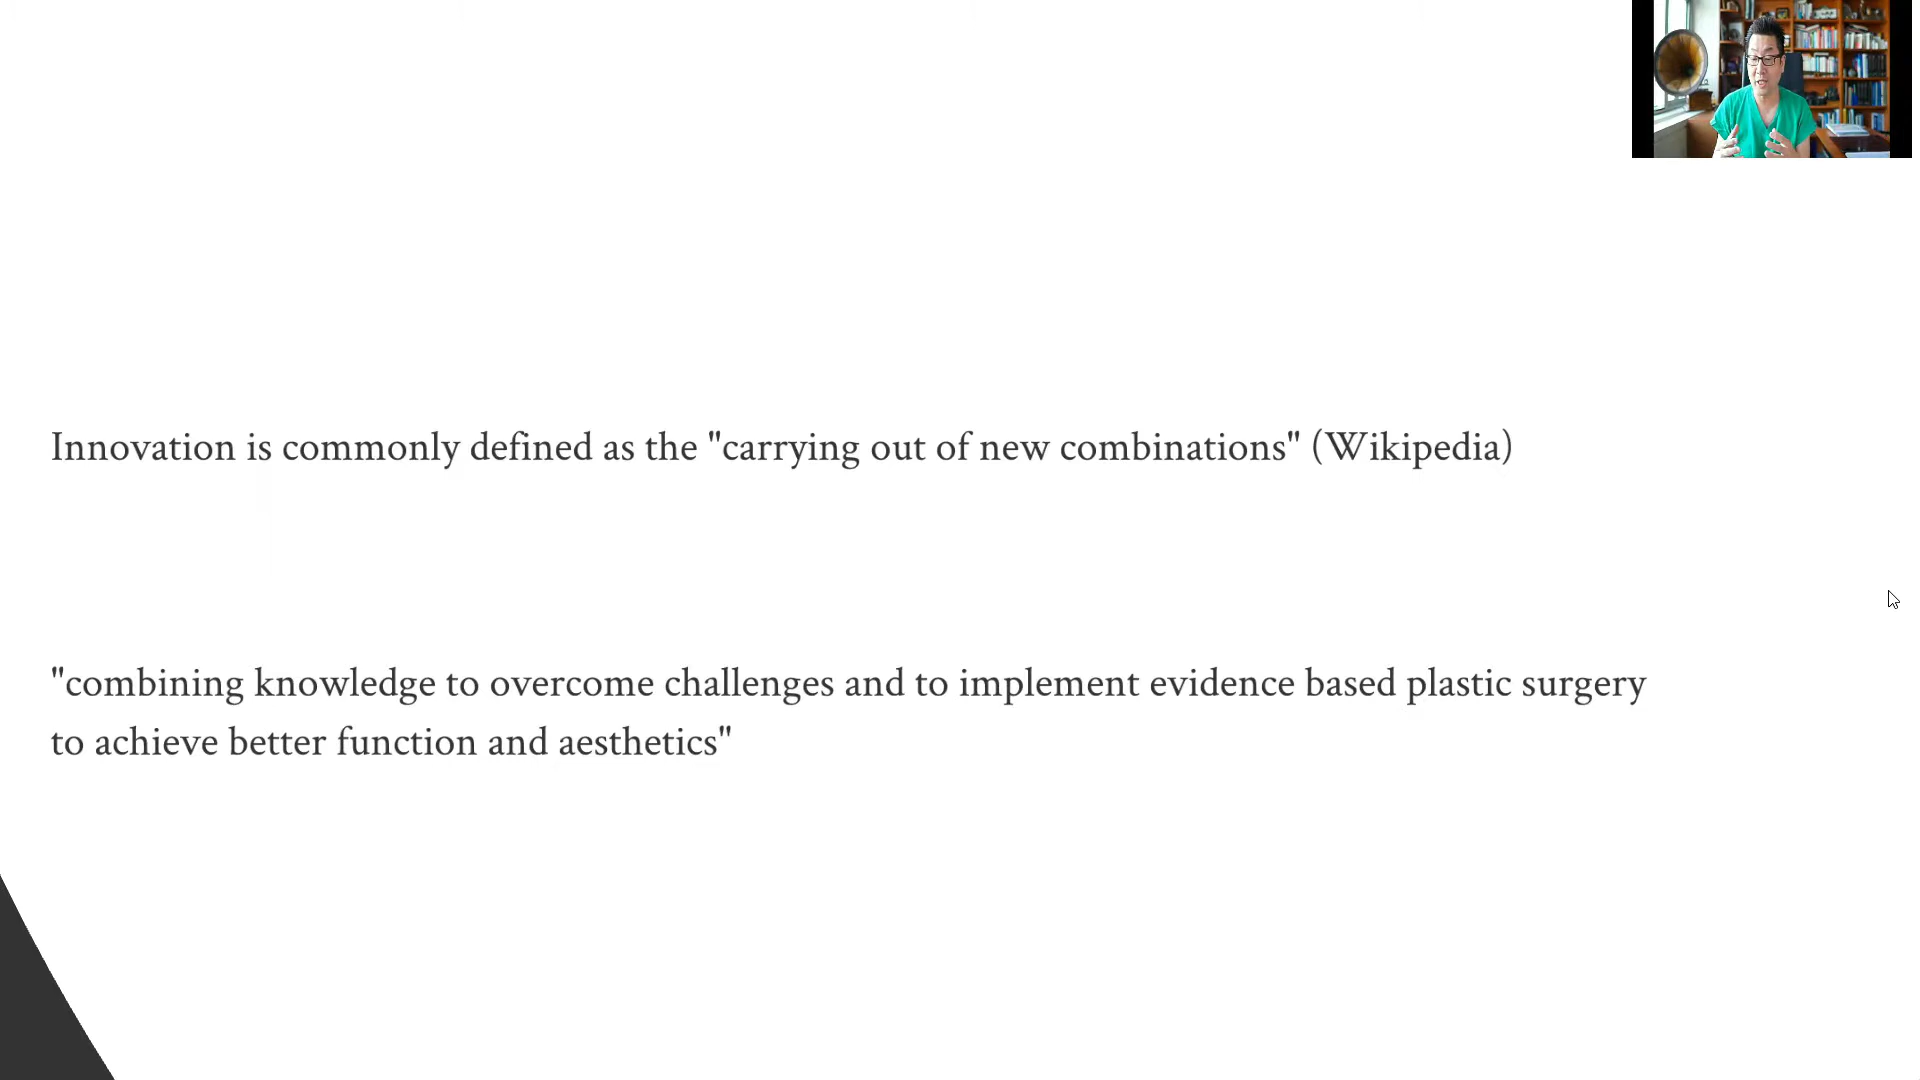 Innovation is commonly defined as the "carrying out of new combinations" (Wikipedia)
"combining knowledge to overcome challenges and to implement evidence based plastic surgery
to achieve better function and aesthetics"